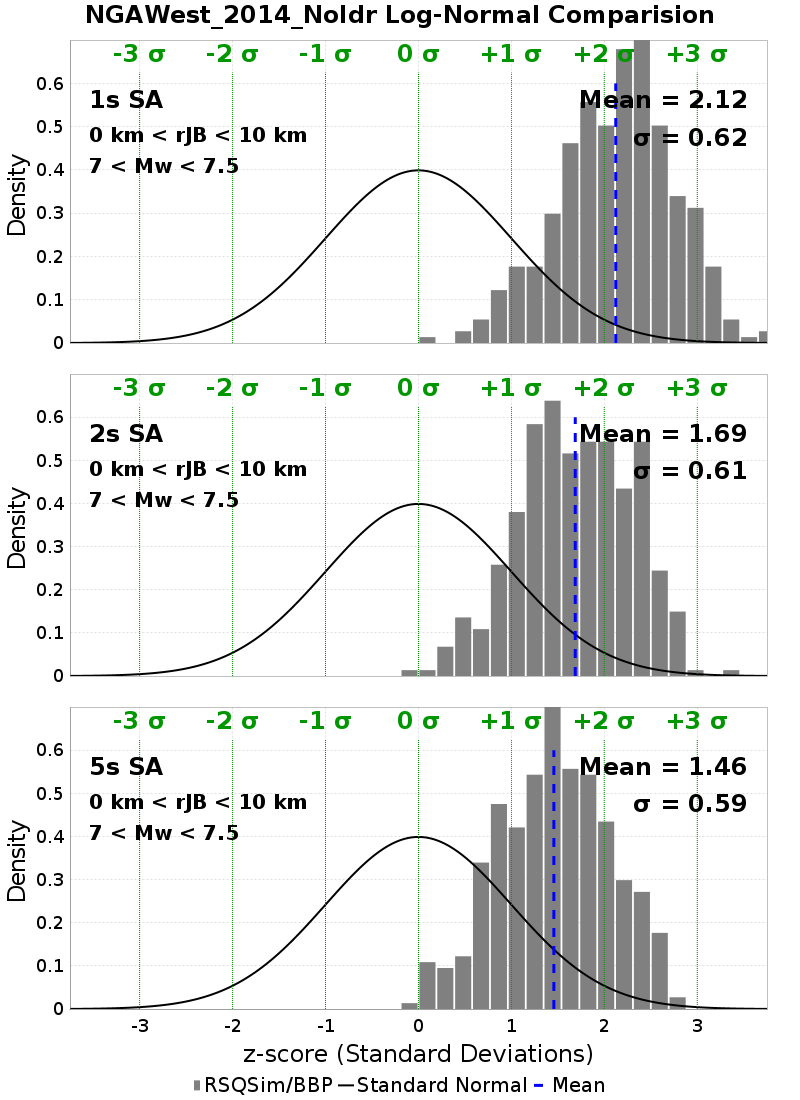 NGAWest_2014_NoIdr Log-Normal Comparision
-3 σ -2 σ -1 σ 0 σ +1 σ +2 σ +3 σ
1s SA
Mean = 2.12
0 km < rJB < 10 km
σ = 0.62
7 < Mw < 7.5
Density
0.6
0.5
0.4
0.3
0.2
0.1
0
-3 σ -2 σ -1 σ 0 σ +1 σ +2 σ +3 σ
2s SA
Mean = 1.69
0 km < rJB < 10 km
σ = 0.61
7 < Mw < 7.5
Density
0.6
0.5
0.4
0.3
0.2
0.1
0
-3 σ -2 σ -1 σ 0 σ +1 σ +2 σ +3 σ
5s SA
Mean = 1.46
0 km < rJB < 10 km
σ = 0.59
7 < Mw < 7.5
Density
0.6
0.5
0.4
0.3
0.2
0.1
0
-3 -2 -1 0 1 2 3
z-score (Standard Deviations)
RSQSim/BBP Standard Normal Mean